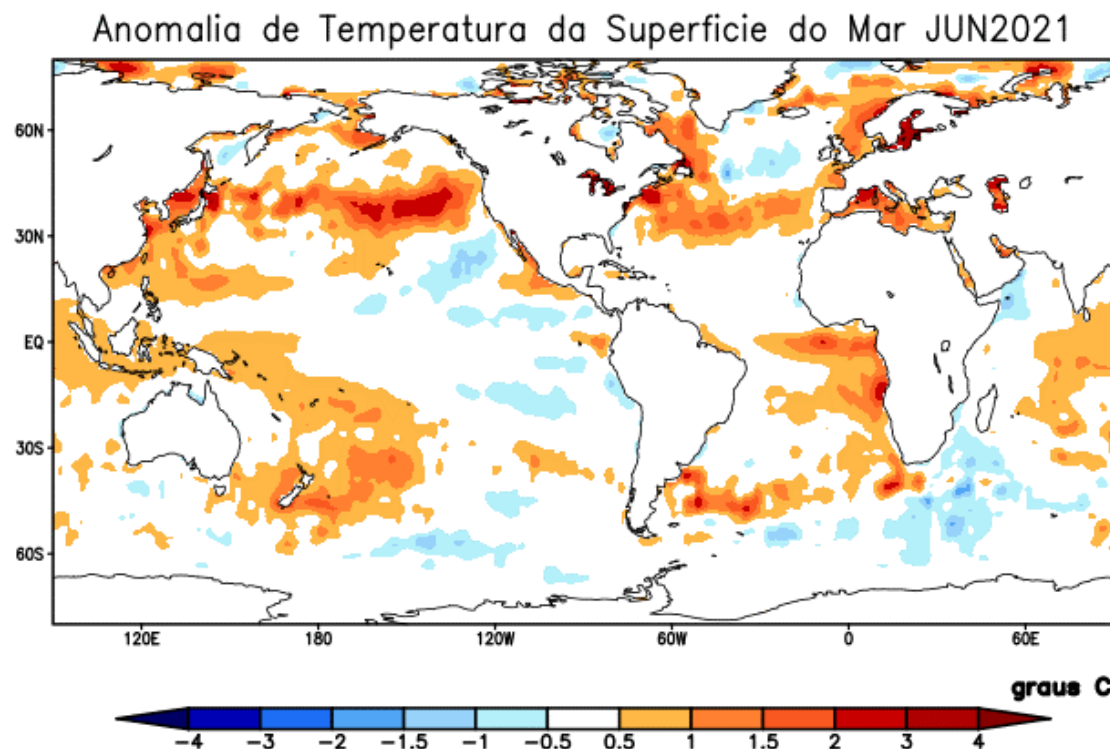 Anomalia de Temperatura da Superficie do Mar JUN2021
60N
30N
EQ
30S
60S
120E 180 120W 60W 0 60E
graus C
-4 -3 -2 -1.5 -1 -0.5 0.5 1 1.5 2 3 4